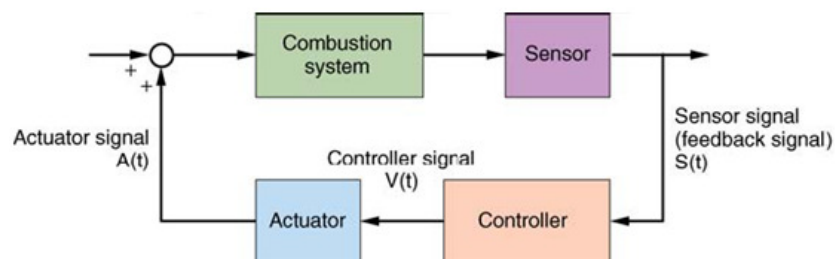 Combustion
system
Sensor
+
+
Actuator signal
A(t)
Controller signal
V(t)
Sensor signal
(feedback signal)
S(t)
Actuator
Controller